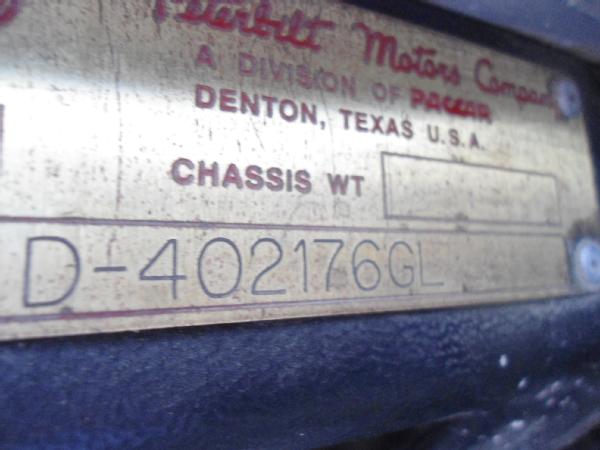 Peterbilt Motors Company
A DIVISION OF PACCAR
DENTON, TEXAS U.S.A.
CHASSIS WT
D-402176GL